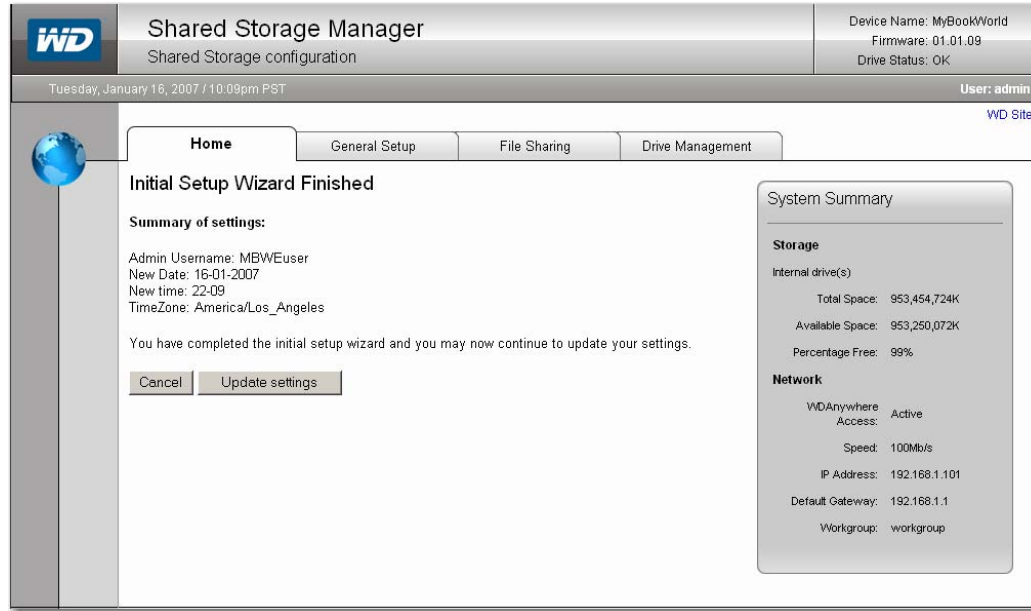 WD
Shared Storage Manager
Shared Storage configuration
Device Name: MyBookWorld
Firmware: 01.01.09
Drive Status: OK
Tuesday, January 16, 2007 / 10:09pm PST
User: admin
WD Site
Home
General Setup
File Sharing
Drive Management
Initial Setup Wizard Finished
Summary of settings:
Admin Username: MBWEuser
New Date: 16-01-2007
New time: 22-09
TimeZone: America/Los_Angeles
You have completed the initial setup wizard and you may now continue to update your settings.
Cancel
Update settings
System Summary
Storage
Internal drive(s)
Total Space: 953,454,724K
Available Space: 953,250,072K
Percentage Free: 99%
Network
WDAnywhere
Access: Active
Speed: 100Mb/s
IP Address: 192.168.1.101
Default Gateway: 192.168.1.1
Workgroup: workgroup